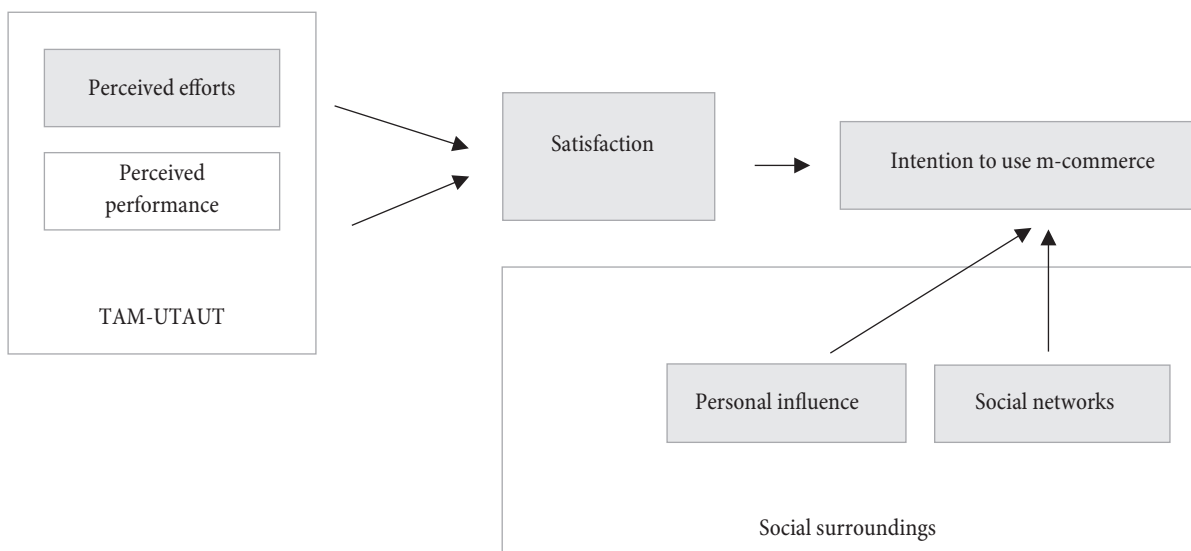 Perceived efforts
Perceived
performance
TAM-UTAUT
Satisfaction
Intention to use m-commerce
Personal influence
Social networks
Social surroundings